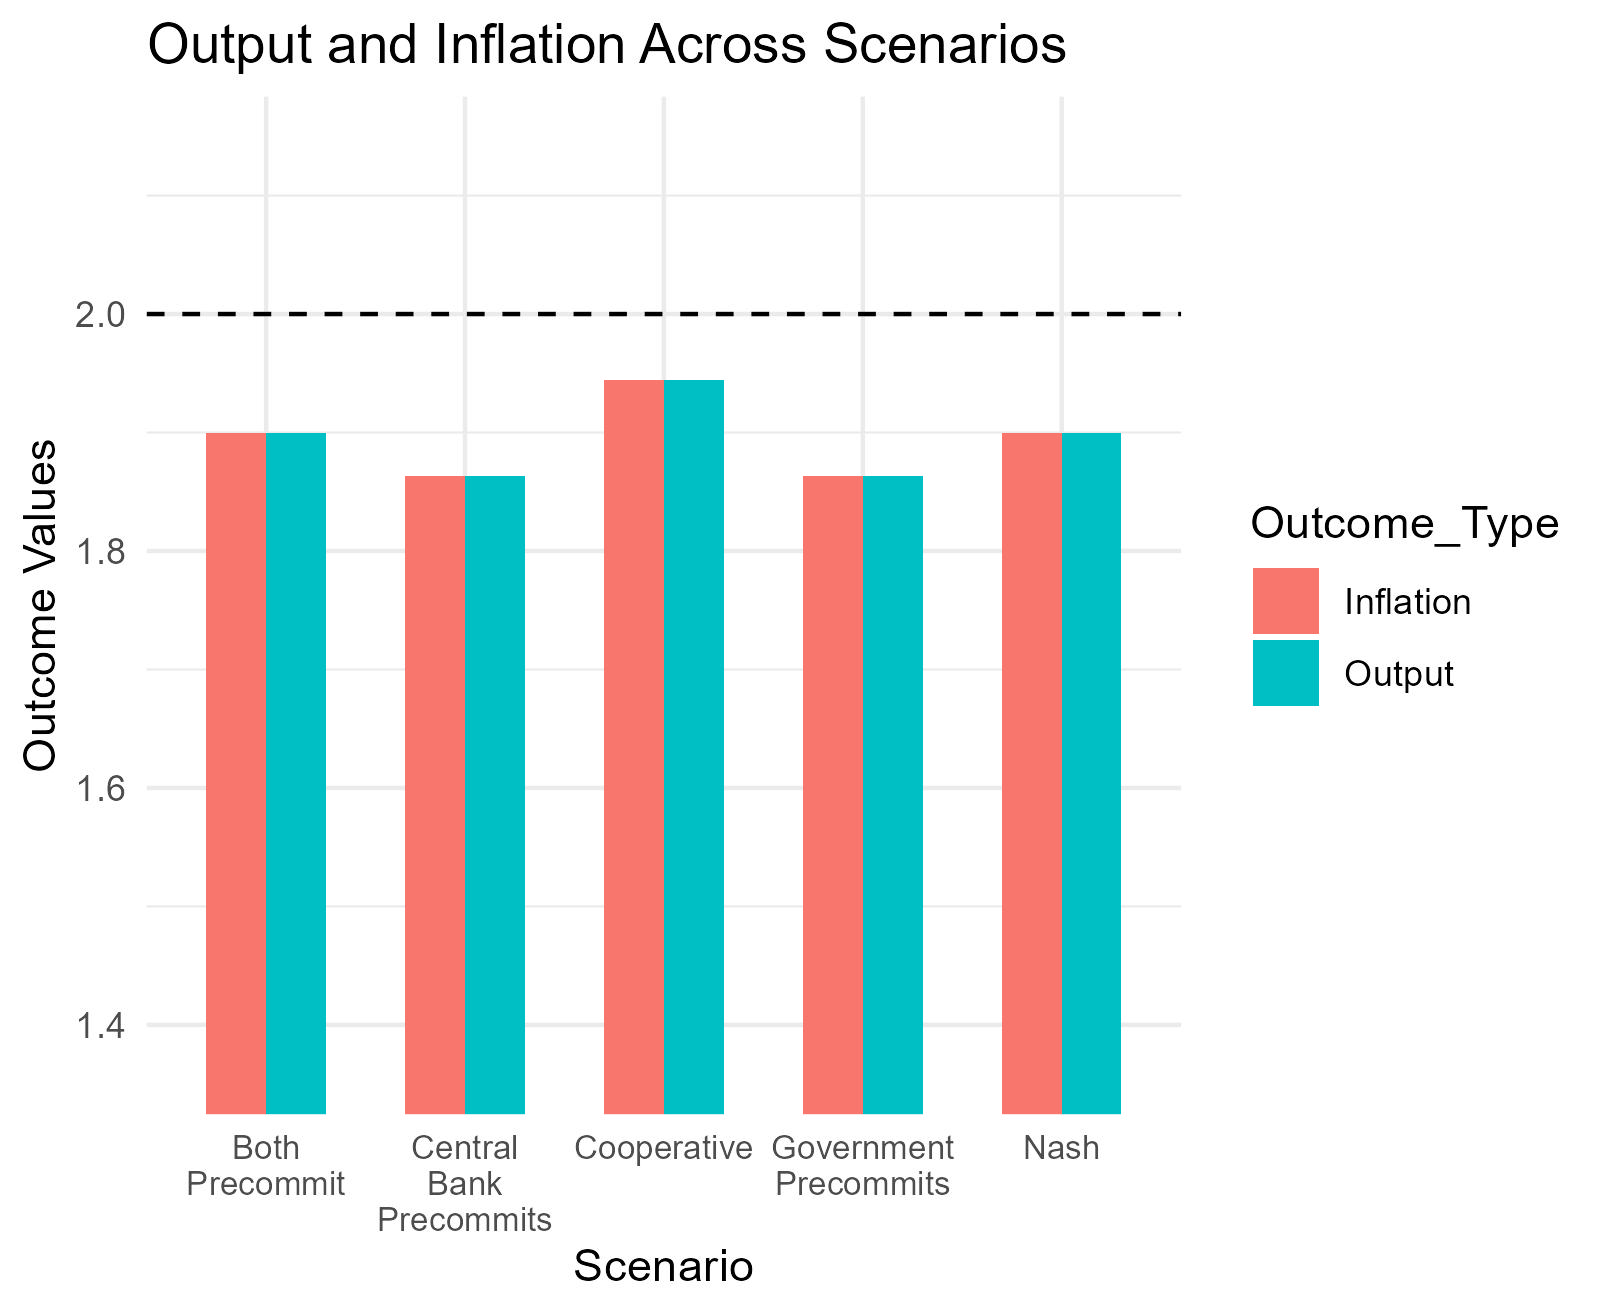 Output and Inflation Across Scenarios
Outcome Values
2.0
1.8
1.6
1.4
Both
Precommit
Central
Bank
Precommits
Cooperative
Government
Precommits
Nash
Scenario
Outcome_Type
Inflation
Output